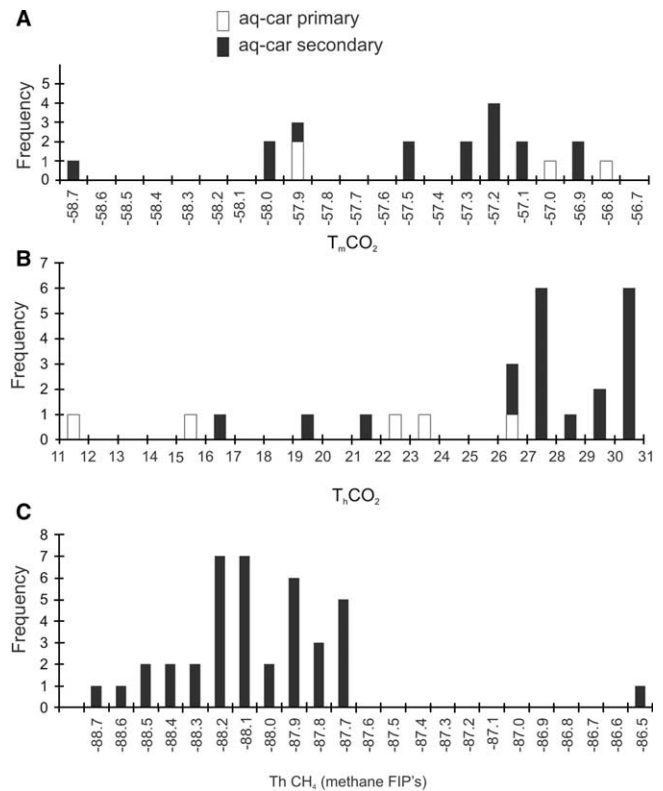 A
aq-car primary
aq-car secondary
Frequency
5
4
3
2
1
0
-58.7 -58.6 -58.5 -58.4 -58.3 -58.2 -58.1 -58.0 -57.9 -57.8 -57.7 -57.6 -57.5 -57.4 -57.3 -57.2 -57.1 -57.0 -56.9 -56.8 -56.7
TmCO2
B
Frequency
7
6
5
4
3
2
1
0
11 12 13 14 15 16 17 18 19 20 21 22 23 24 25 26 27 28 29 30 31
ThCO2
C
Frequency
8
7
6
5
4
3
2
1
0
-88.7 -88.6 -88.5 -88.4 -88.3 -88.2 -88.1 -88.0 -87.9 -87.8 -87.7 -87.6 -87.5 -87.4 -87.3 -87.2 -87.1 -87.0 -86.9 -86.8 -86.7 -86.6 -86.5
Th CH4 (methane FIP's)